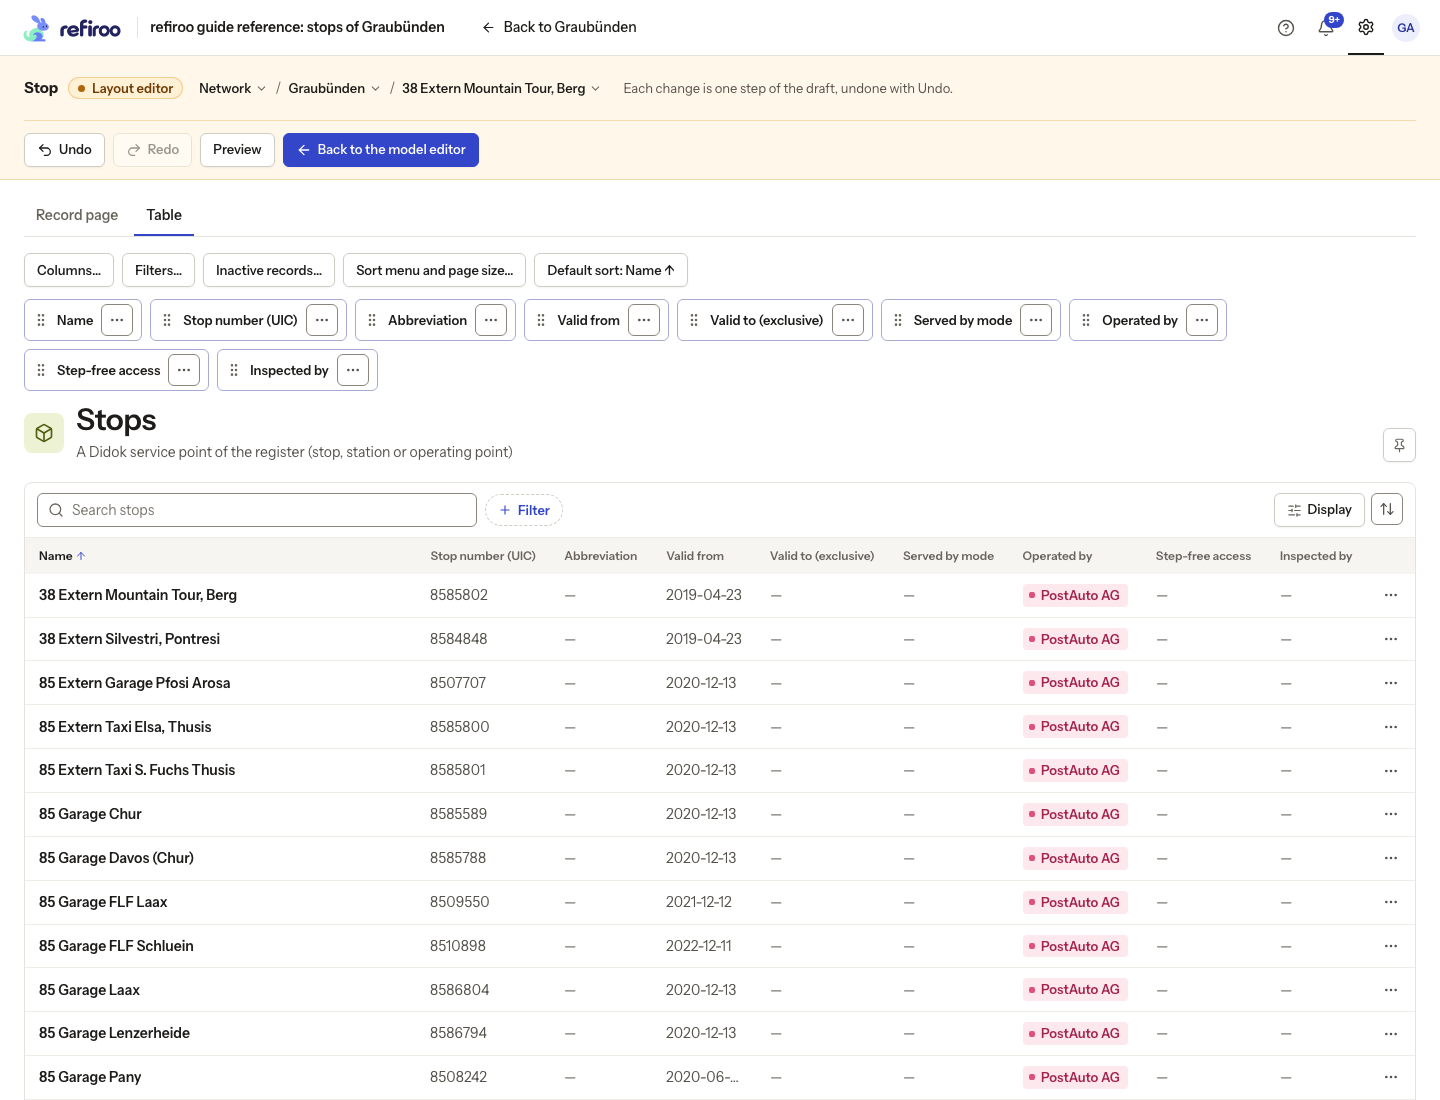 refiroo
refiroo guide reference: stops of Graubünden
Back to Graubünden
9+
GA
Stop
Layout editor
Network / Graubünden / 38 Extern Mountain Tour, Berg
Each change is one step of the draft, undone with Undo.
Undo
Redo
Preview
Back to the model editor
Record page
Table
Columns...
Filters...
Inactive records...
Sort menu and page size...
Default sort: Name ↑
Name
Stop number (UIC)
Abbreviation
Valid from
Valid to (exclusive)
Served by mode
Operated by
Step-free access
Inspected by
Stops
A Didok service point of the register (stop, station or operating point)
Search stops
+ Filter
Display
Name ↑ Stop number (UIC) Abbreviation Valid from Valid to (exclusive) Served by mode Operated by Step-free access Inspected by
38 Extern Mountain Tour, Berg 8585802 — 2019-04-23 — — PostAuto AG — —
38 Extern Silvestri, Pontresi 8584848 — 2019-04-23 — — PostAuto AG — —
85 Extern Garage Pfosi Arosa 8507707 — 2020-12-13 — — PostAuto AG — —
85 Extern Taxi Elsa, Thusis 8585800 — 2020-12-13 — — PostAuto AG — —
85 Extern Taxi S. Fuchs Thusis 8585801 — 2020-12-13 — — PostAuto AG — —
85 Garage Chur 8585589 — 2020-12-13 — — PostAuto AG — —
85 Garage Davos (Chur) 8585788 — 2020-12-13 — — PostAuto AG — —
85 Garage FLF Laax 8509550 — 2021-12-12 — — PostAuto AG — —
85 Garage FLF Schluein 8510898 — 2022-12-11 — — PostAuto AG — —
85 Garage Laax 8586804 — 2020-12-13 — — PostAuto AG — —
85 Garage Lenzerheide 8586794 — 2020-12-13 — — PostAuto AG — —
85 Garage Pany 8508242 — 2020-06-... — — PostAuto AG — —